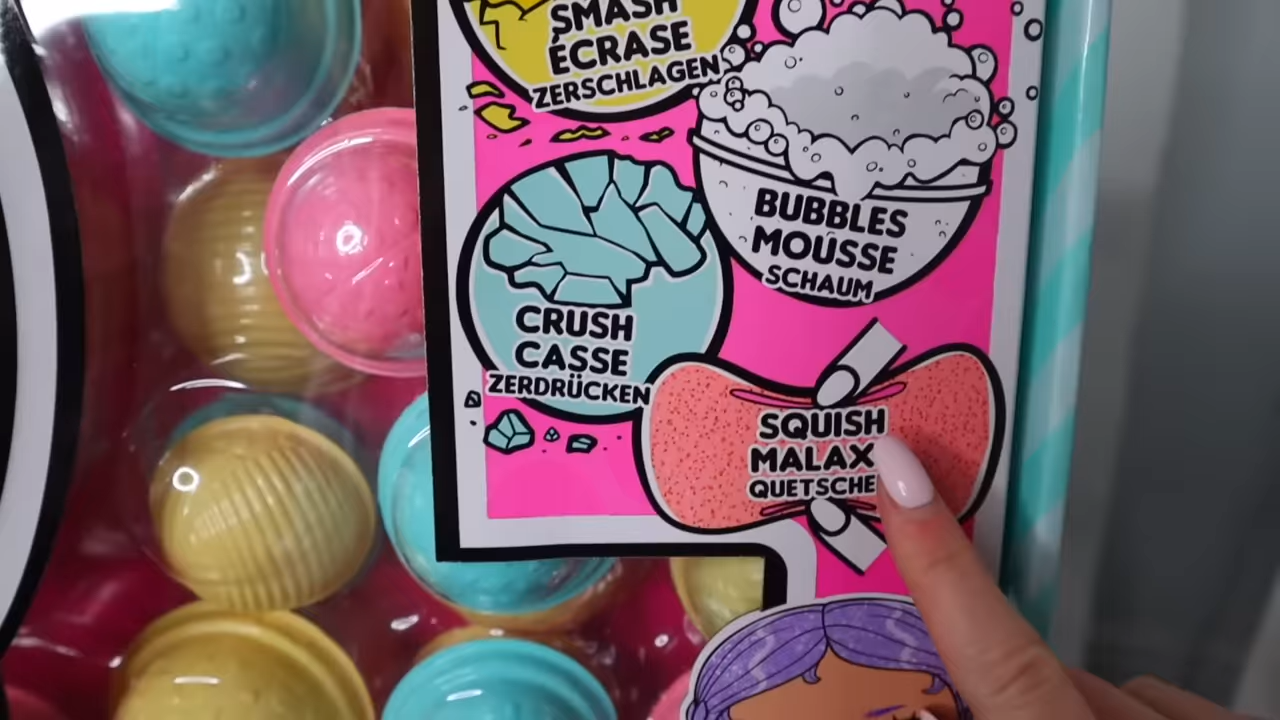 SMASH
ÉCRASE
ZERSCHLAGEN
BUBBLES
MOUSSE
SCHAUM
CRUSH
CASSE
ZERDRÜCKEN
SQUISH
MALAX
QUETSCHE